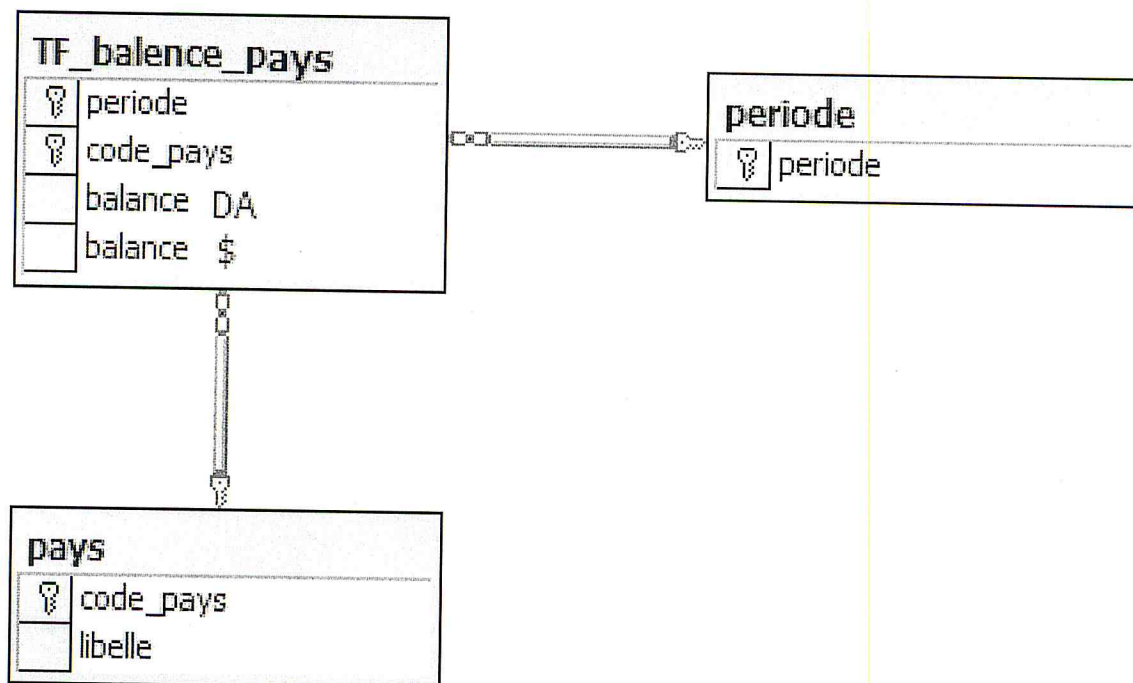 TF_balence_pays
periode
code_pays
balance DA
balance $
periode
periode
pays
code_pays
libelle